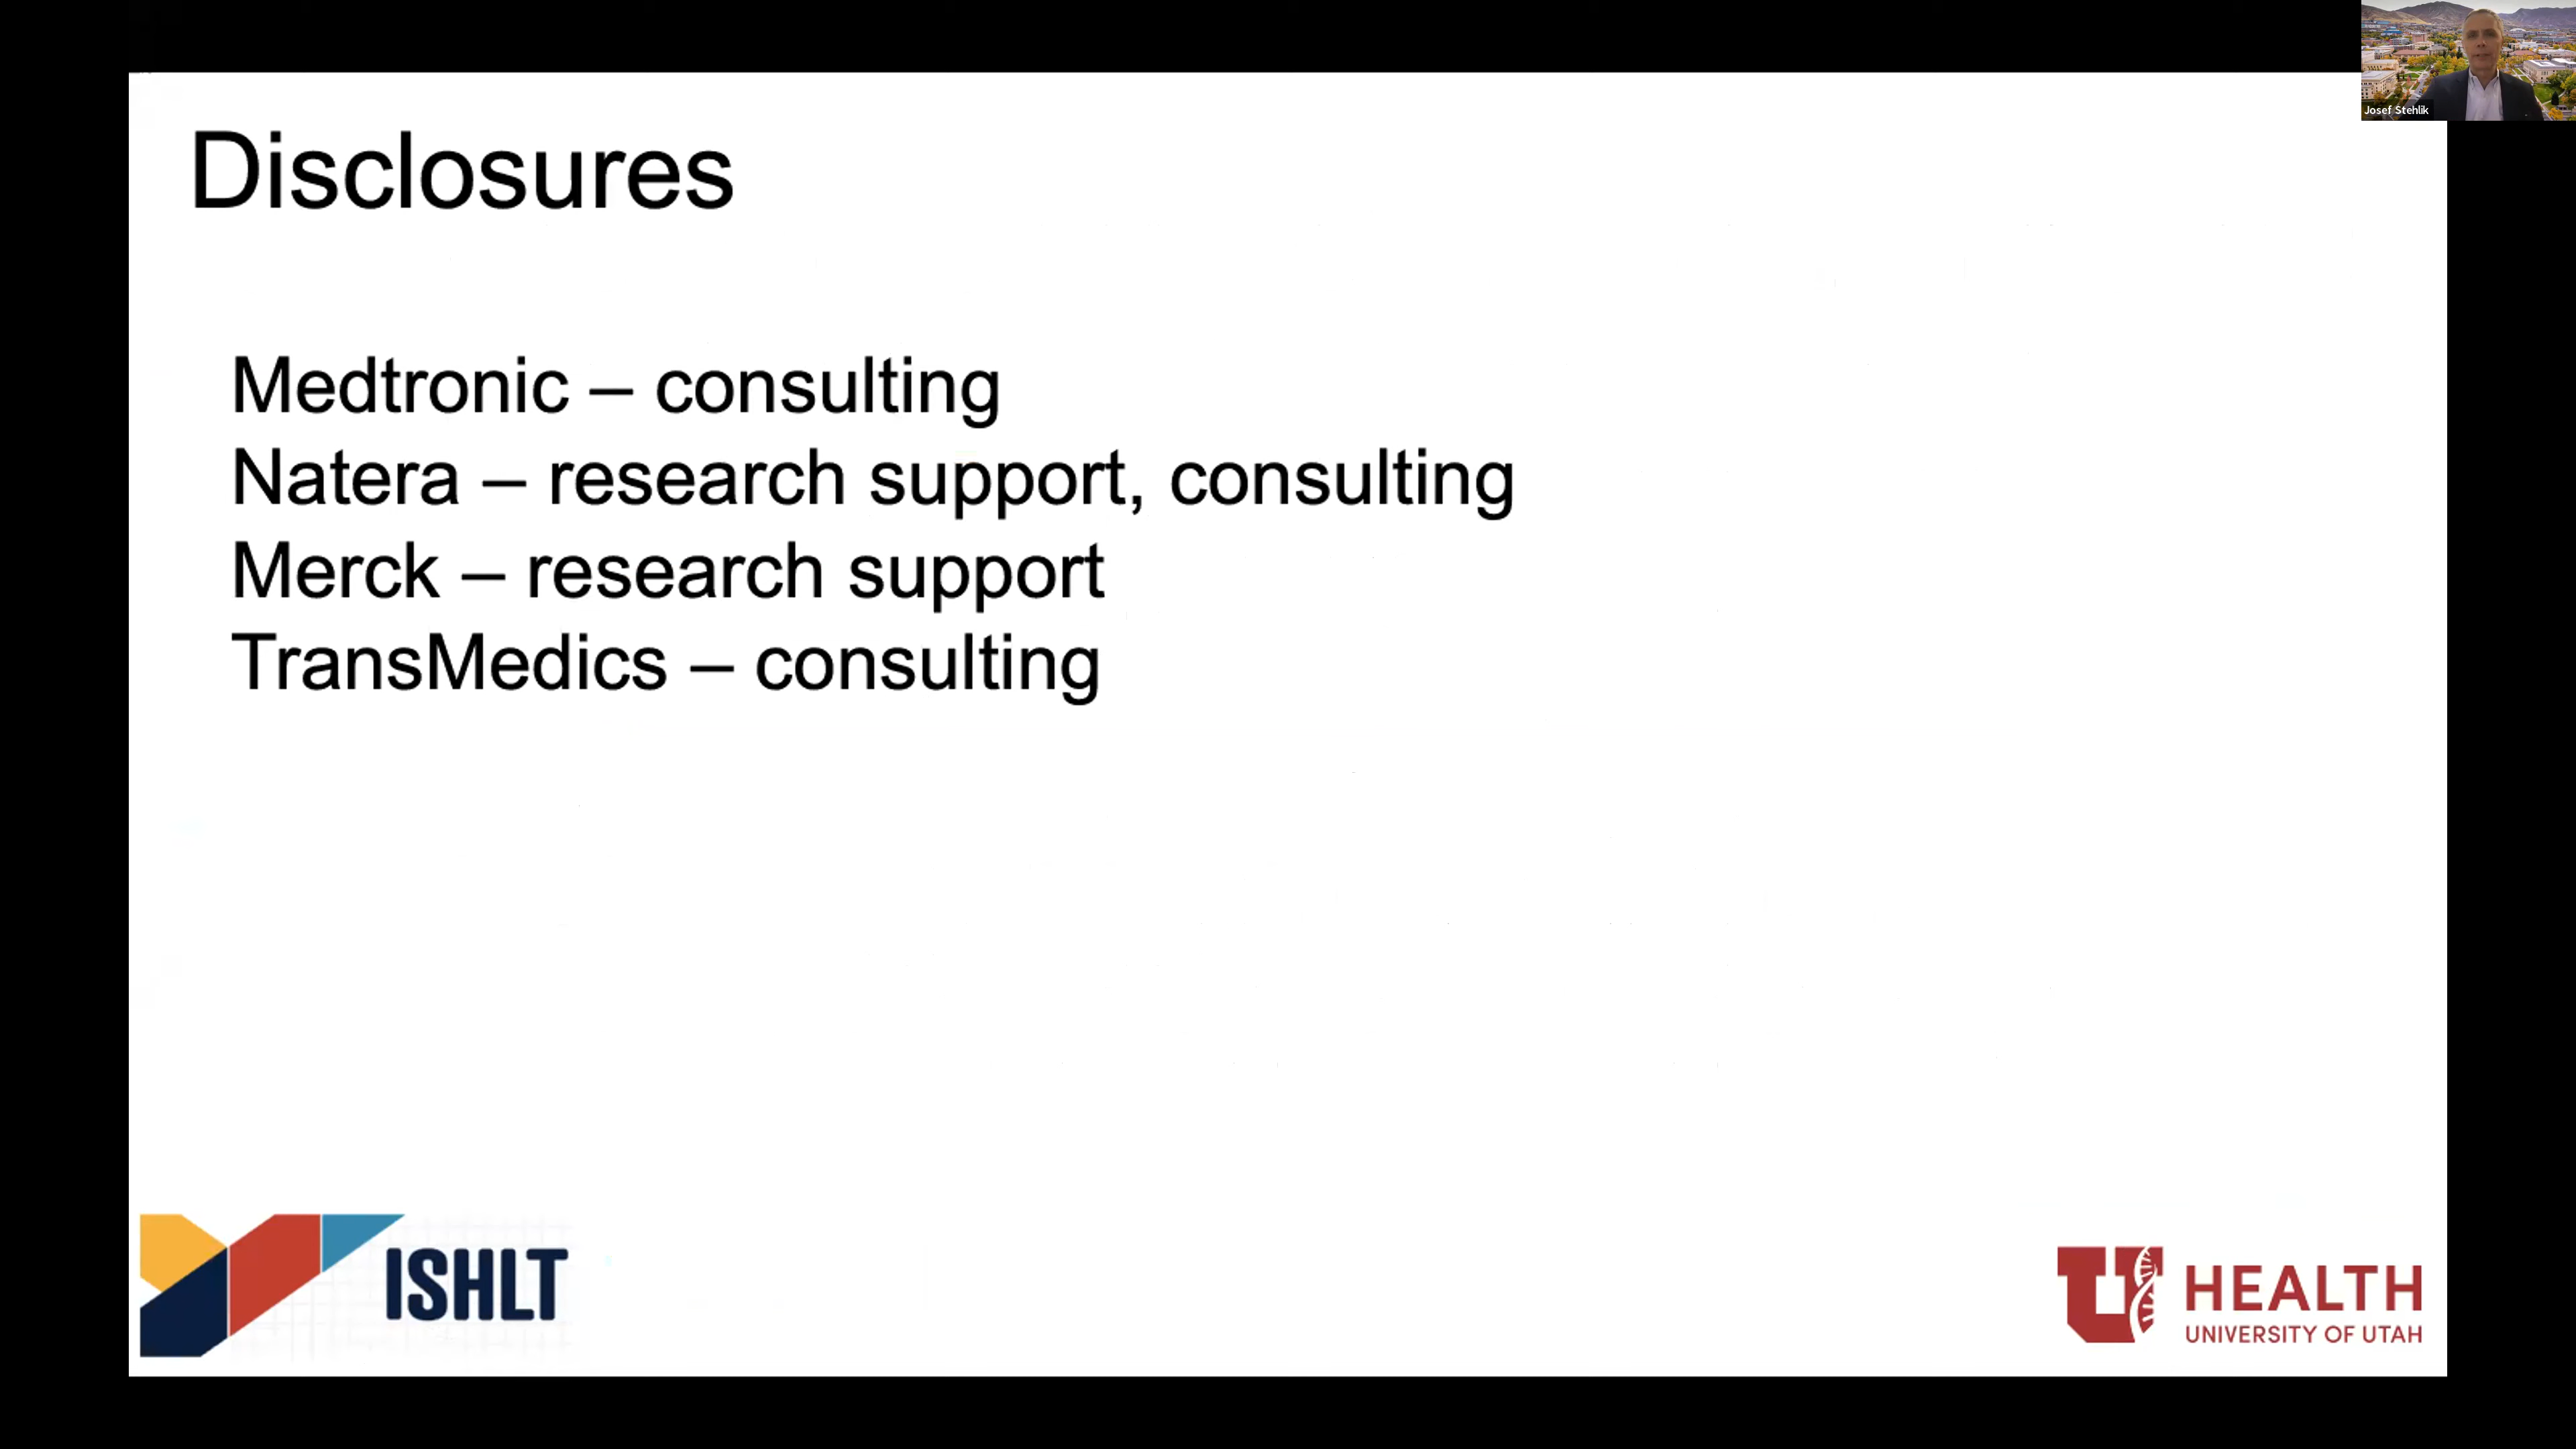 Josef Stehlik
Disclosures
Medtronic – consulting
Natera – research support, consulting
Merck – research support
TransMedics – consulting
ISHLT
U HEALTH
UNIVERSITY OF UTAH